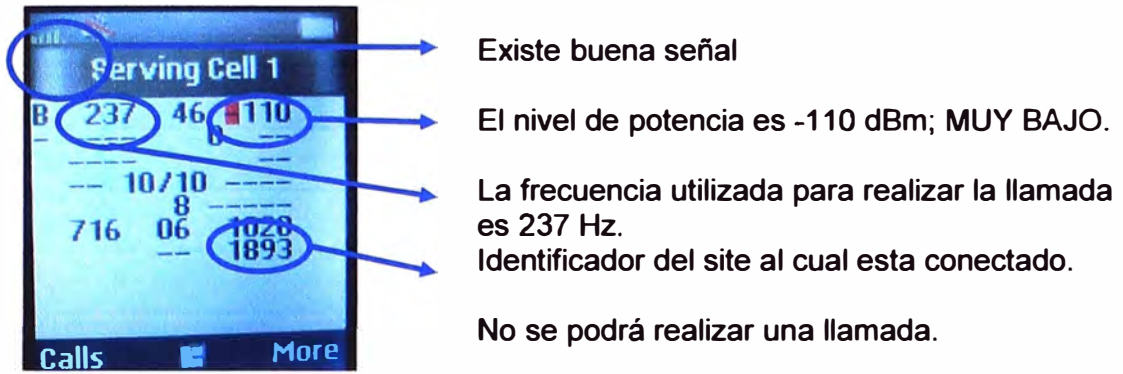 Serving Cell 1
B 237 46 -110
- --- b --
---- --
-- 10/10 ----
8 -----
716 06 1028
-- 1893
Calls More
Existe buena señal
El nivel de potencia es -110 dBm; MUY BAJO.
La frecuencia utilizada para realizar la llamada
es 237 Hz.
Identificador del site al cual esta conectado.
No se podrá realizar una llamada.